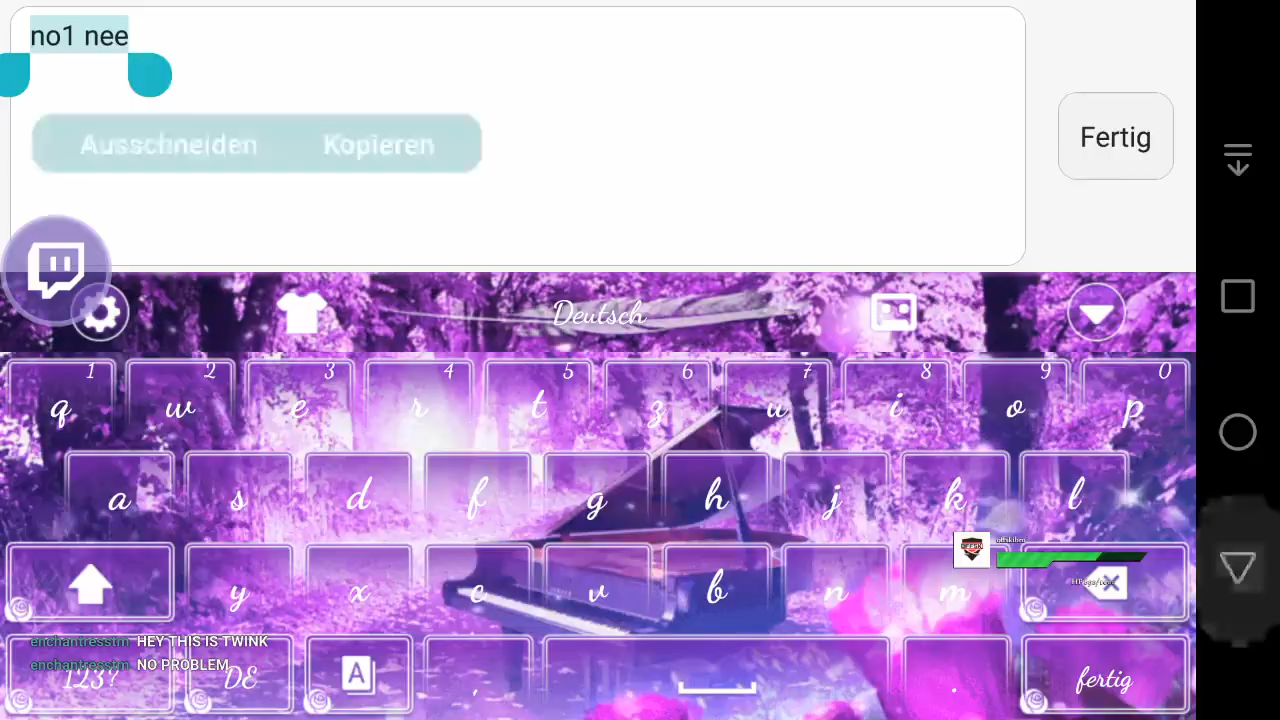 no1 nee
Ausschneiden Kopieren
Fertig
Deutsch
1 2 3 4 5 6 7 8 9 0
q w e r t z u i o p
a s d f g h j k l
offskibro
y x c v b n m
enchantresstm HEY THIS IS TWINK
enchantresstm NO PROBLEM
123? DE A , . fertig